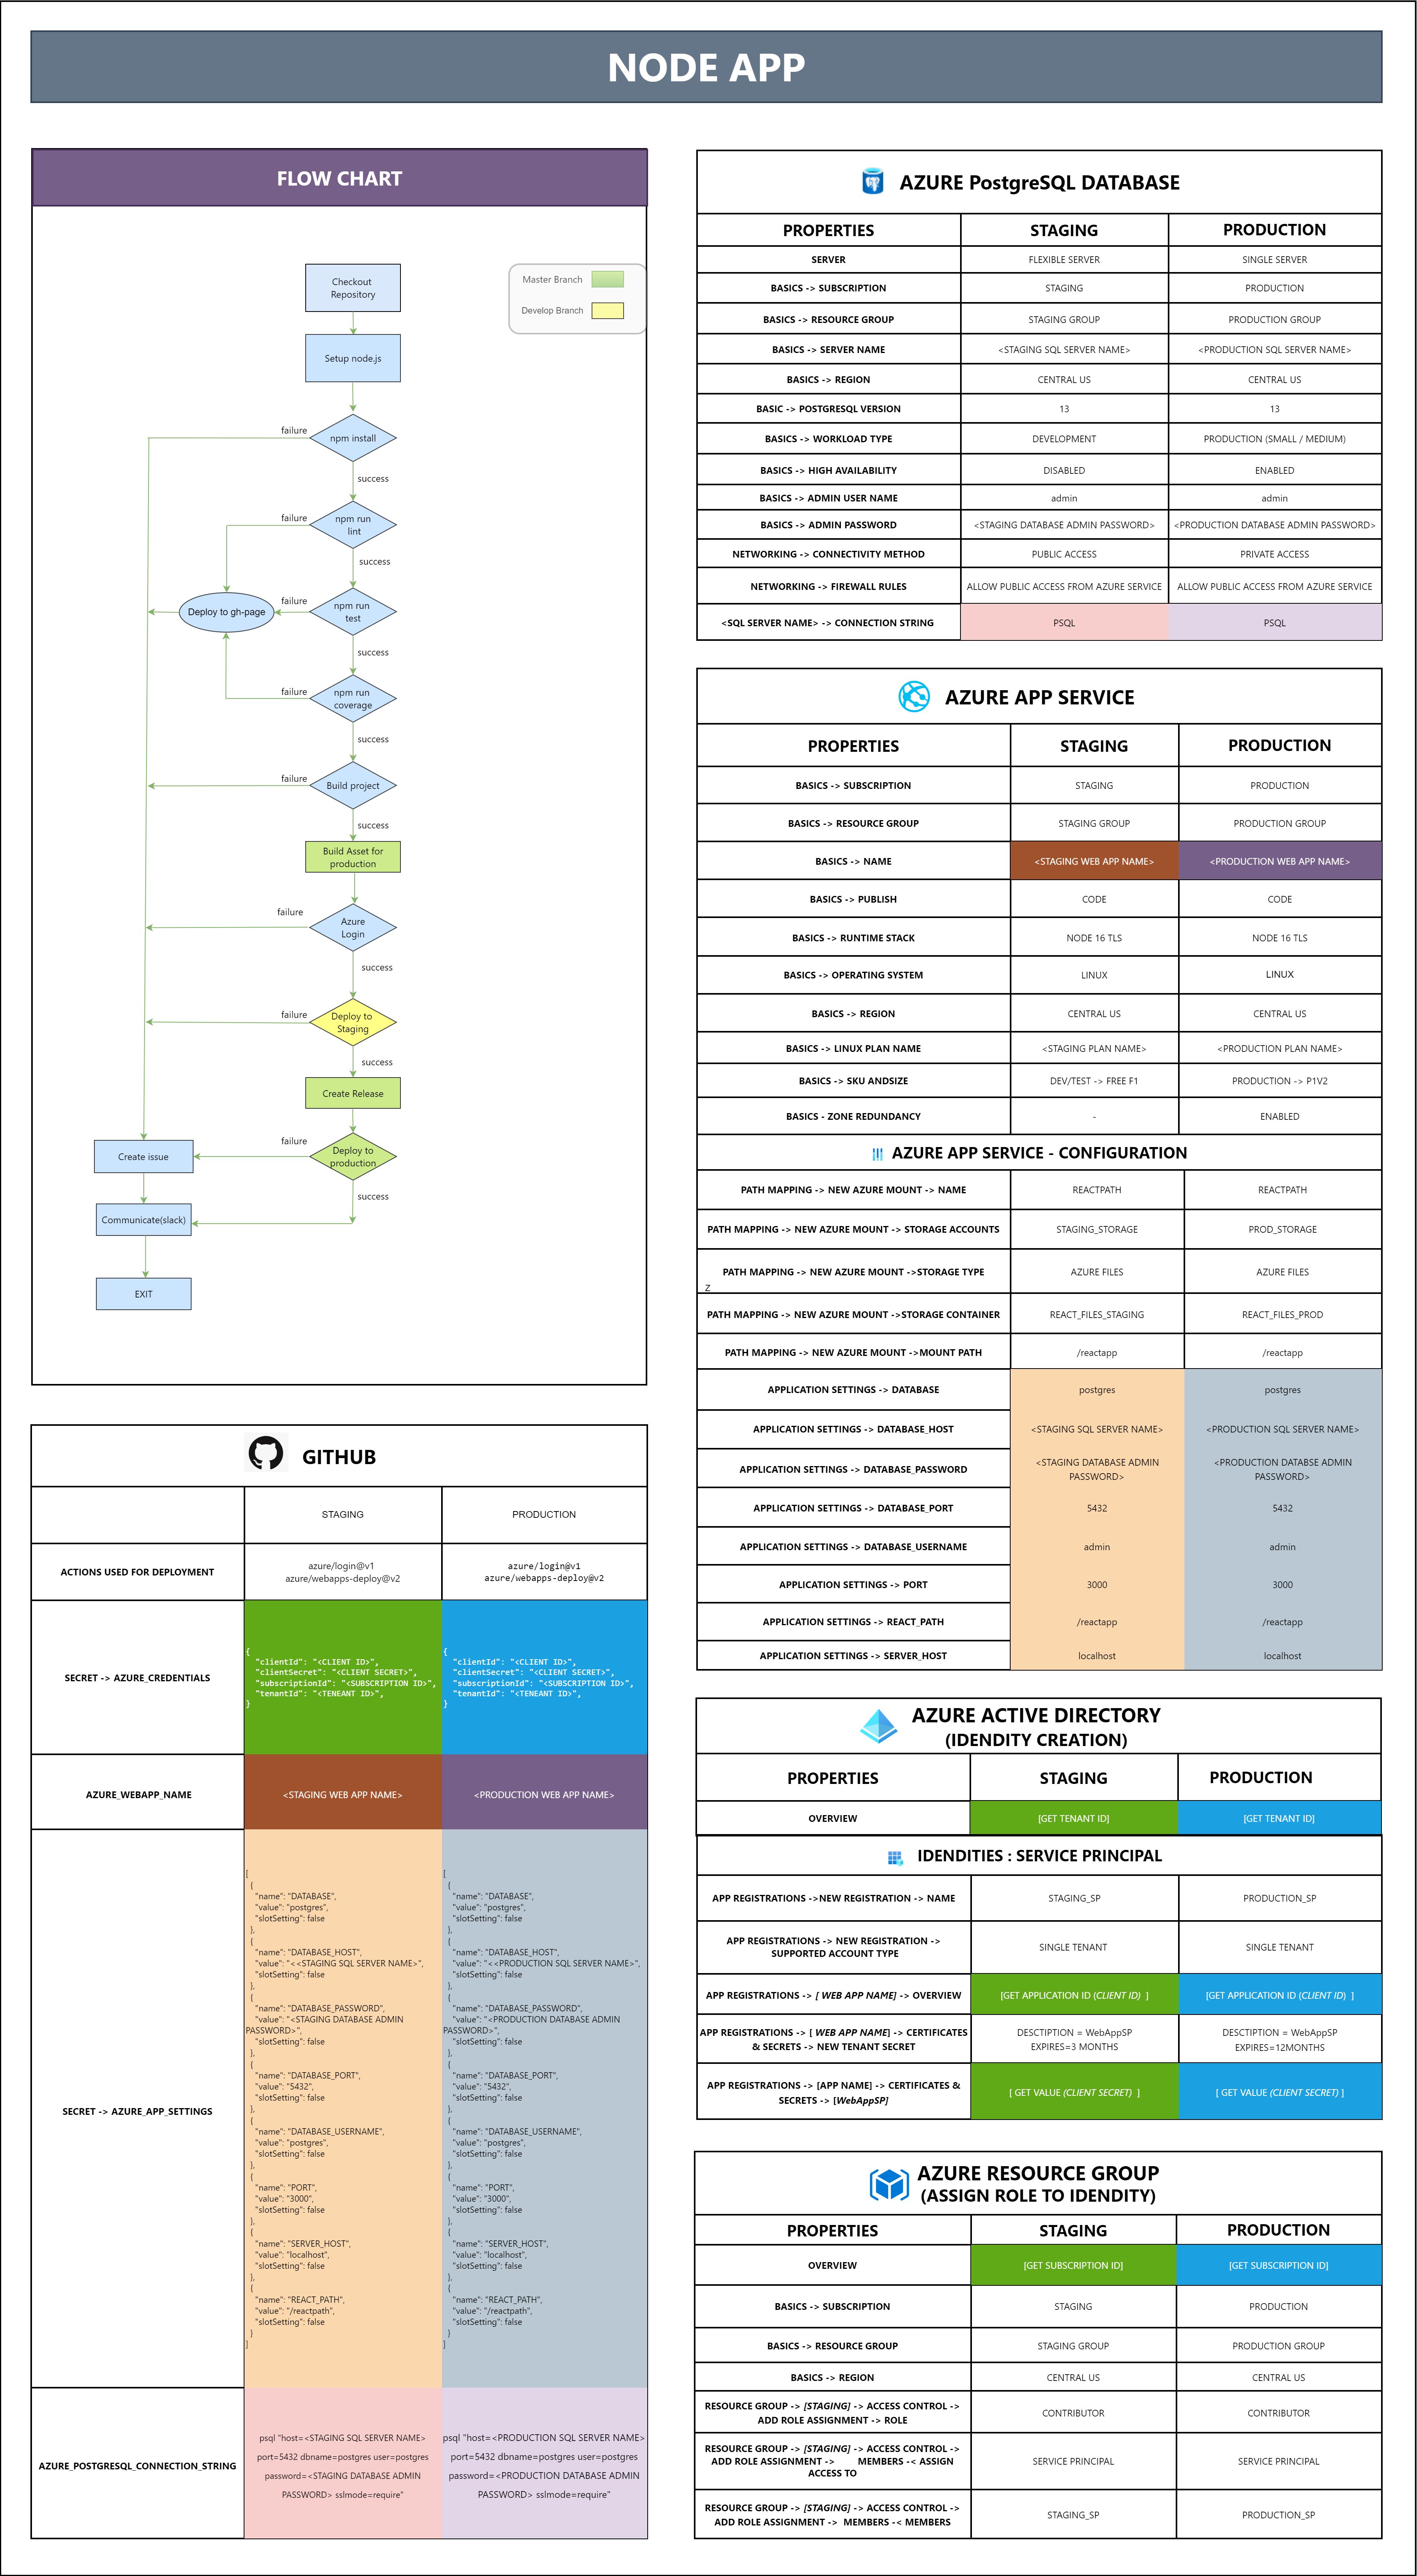 NODE APP
FLOW CHART
Master Branch
Develop Branch
Checkout
Repository
Setup node.js
npm install
failure
success
npm run
lint
failure
success
Deploy to gh-page
npm run
test
failure
success
npm run
coverage
failure
success
Build project
failure
success
Build Asset for
production
Azure
Login
failure
success
Deploy to
Staging
failure
success
Create Release
Deploy to
production
failure
success
Create issue
Communicate(slack)
EXIT
GITHUB
STAGING
PRODUCTION
ACTIONS USED FOR DEPLOYMENT
azure/login@v1
azure/webapps-deploy@v2
azure/login@v1
azure/webapps-deploy@v2
SECRET -> AZURE_CREDENTIALS
{
"clientId": "<CLIENT ID>",
"clientSecret": "<CLIENT SECRET>",
"subscriptionId": "<SUBSCRIPTION ID>",
"tenantId": "<TENEANT ID>",
}
{
"clientId": "<CLIENT ID>",
"clientSecret": "<CLIENT SECRET>",
"subscriptionId": "<SUBSCRIPTION ID>",
"tenantId": "<TENEANT ID>",
}
AZURE_WEBAPP_NAME
<STAGING WEB APP NAME>
<PRODUCTION WEB APP NAME>
SECRET -> AZURE_APP_SETTINGS
[
{
"name": "DATABASE",
"value": "postgres",
"slotSetting": false
},
{
"name": "DATABASE_HOST",
"value": "<<STAGING SQL SERVER NAME>",
"slotSetting": false
},
{
"name": "DATABASE_PASSWORD",
"value": "<STAGING DATABASE ADMIN
PASSWORD>",
"slotSetting": false
},
{
"name": "DATABASE_PORT",
"value": "5432",
"slotSetting": false
},
{
"name": "DATABASE_USERNAME",
"value": "postgres",
"slotSetting": false
},
{
"name": "PORT",
"value": "3000",
"slotSetting": false
},
{
"name": "SERVER_HOST",
"value": "localhost",
"slotSetting": false
},
{
"name": "REACT_PATH",
"value": "/reactpath",
"slotSetting": false
}
]
[
{
"name": "DATABASE",
"value": "postgres",
"slotSetting": false
},
{
"name": "DATABASE_HOST",
"value": "<<PRODUCTION SQL SERVER NAME>",
"slotSetting": false
},
{
"name": "DATABASE_PASSWORD",
"value": "<PRODUCTION DATABASE ADMIN
PASSWORD>",
"slotSetting": false
},
{
"name": "DATABASE_PORT",
"value": "5432",
"slotSetting": false
},
{
"name": "DATABASE_USERNAME",
"value": "postgres",
"slotSetting": false
},
{
"name": "PORT",
"value": "3000",
"slotSetting": false
},
{
"name": "SERVER_HOST",
"value": "localhost",
"slotSetting": false
},
{
"name": "REACT_PATH",
"value": "/reactpath",
"slotSetting": false
}
]
AZURE_POSTGRESQL_CONNECTION_STRING
psql "host=<STAGING SQL SERVER NAME>
port=5432 dbname=postgres user=postgres
password=<STAGING DATABASE ADMIN
PASSWORD> sslmode=require"
psql "host=<PRODUCTION SQL SERVER NAME>
port=5432 dbname=postgres user=postgres
password=<PRODUCTION DATABASE ADMIN
PASSWORD> sslmode=require"
AZURE PostgreSQL DATABASE
PROPERTIES STAGING PRODUCTION
SERVER FLEXIBLE SERVER SINGLE SERVER
BASICS -> SUBSCRIPTION STAGING PRODUCTION
BASICS -> RESOURCE GROUP STAGING GROUP PRODUCTION GROUP
BASICS -> SERVER NAME <STAGING SQL SERVER NAME> <PRODUCTION SQL SERVER NAME>
BASICS -> REGION CENTRAL US CENTRAL US
BASIC -> POSTGRESQL VERSION 13 13
BASICS -> WORKLOAD TYPE DEVELOPMENT PRODUCTION (SMALL / MEDIUM)
BASICS -> HIGH AVAILABILITY DISABLED ENABLED
BASICS -> ADMIN USER NAME admin admin
BASICS -> ADMIN PASSWORD <STAGING DATABASE ADMIN PASSWORD> <PRODUCTION DATABASE ADMIN PASSWORD>
NETWORKING -> CONNECTIVITY METHOD PUBLIC ACCESS PRIVATE ACCESS
NETWORKING -> FIREWALL RULES ALLOW PUBLIC ACCESS FROM AZURE SERVICE ALLOW PUBLIC ACCESS FROM AZURE SERVICE
<SQL SERVER NAME> -> CONNECTION STRING PSQL PSQL
AZURE APP SERVICE
PROPERTIES STAGING PRODUCTION
BASICS -> SUBSCRIPTION STAGING PRODUCTION
BASICS -> RESOURCE GROUP STAGING GROUP PRODUCTION GROUP
BASICS -> NAME <STAGING WEB APP NAME> <PRODUCTION WEB APP NAME>
BASICS -> PUBLISH CODE CODE
BASICS -> RUNTIME STACK NODE 16 TLS NODE 16 TLS
BASICS -> OPERATING SYSTEM LINUX LINUX
BASICS -> REGION CENTRAL US CENTRAL US
BASICS -> LINUX PLAN NAME <STAGING PLAN NAME> <PRODUCTION PLAN NAME>
BASICS -> SKU ANDSIZE DEV/TEST -> FREE F1 PRODUCTION -> P1V2
BASICS - ZONE REDUNDANCY - ENABLED
AZURE APP SERVICE - CONFIGURATION
PATH MAPPING -> NEW AZURE MOUNT -> NAME REACTPATH REACTPATH
PATH MAPPING -> NEW AZURE MOUNT -> STORAGE ACCOUNTS STAGING_STORAGE PROD_STORAGE
PATH MAPPING -> NEW AZURE MOUNT ->STORAGE TYPE AZURE FILES AZURE FILES
Z
PATH MAPPING -> NEW AZURE MOUNT ->STORAGE CONTAINER REACT_FILES_STAGING REACT_FILES_PROD
PATH MAPPING -> NEW AZURE MOUNT ->MOUNT PATH /reactapp /reactapp
APPLICATION SETTINGS -> DATABASE postgres postgres
APPLICATION SETTINGS -> DATABASE_HOST <STAGING SQL SERVER NAME> <PRODUCTION SQL SERVER NAME>
APPLICATION SETTINGS -> DATABASE_PASSWORD
<STAGING DATABASE ADMIN
PASSWORD>
<PRODUCTION DATABSE ADMIN
PASSWORD>
APPLICATION SETTINGS -> DATABASE_PORT 5432 5432
APPLICATION SETTINGS -> DATABASE_USERNAME admin admin
APPLICATION SETTINGS -> PORT 3000 3000
APPLICATION SETTINGS -> REACT_PATH /reactapp /reactapp
APPLICATION SETTINGS -> SERVER_HOST localhost localhost
AZURE ACTIVE DIRECTORY
(IDENDITY CREATION)
PROPERTIES STAGING PRODUCTION
OVERVIEW [GET TENANT ID] [GET TENANT ID]
IDENDITIES : SERVICE PRINCIPAL
APP REGISTRATIONS ->NEW REGISTRATION -> NAME STAGING_SP PRODUCTION_SP
APP REGISTRATIONS -> NEW REGISTRATION ->
SUPPORTED ACCOUNT TYPE
SINGLE TENANT SINGLE TENANT
APP REGISTRATIONS -> [ WEB APP NAME] -> OVERVIEW [GET APPLICATION ID (CLIENT ID) ] [GET APPLICATION ID (CLIENT ID) ]
APP REGISTRATIONS -> [ WEB APP NAME] -> CERTIFICATES
& SECRETS -> NEW TENANT SECRET
DESCTIPTION = WebAppSP
EXPIRES=3 MONTHS
DESCTIPTION = WebAppSP
EXPIRES=12MONTHS
APP REGISTRATIONS -> [APP NAME] -> CERTIFICATES &
SECRETS -> [WebAppSP]
[ GET VALUE (CLIENT SECRET) ] [ GET VALUE (CLIENT SECRET) ]
AZURE RESOURCE GROUP
(ASSIGN ROLE TO IDENDITY)
PROPERTIES STAGING PRODUCTION
OVERVIEW [GET SUBSCRIPTION ID] [GET SUBSCRIPTION ID]
BASICS -> SUBSCRIPTION STAGING PRODUCTION
BASICS -> RESOURCE GROUP STAGING GROUP PRODUCTION GROUP
BASICS -> REGION CENTRAL US CENTRAL US
RESOURCE GROUP -> [STAGING] -> ACCESS CONTROL ->
ADD ROLE ASSIGNMENT -> ROLE
CONTRIBUTOR CONTRIBUTOR
RESOURCE GROUP -> [STAGING] -> ACCESS CONTROL ->
ADD ROLE ASSIGNMENT -> MEMBERS -< ASSIGN
ACCESS TO
SERVICE PRINCIPAL SERVICE PRINCIPAL
RESOURCE GROUP -> [STAGING] -> ACCESS CONTROL ->
ADD ROLE ASSIGNMENT -> MEMBERS -< MEMBERS
STAGING_SP PRODUCTION_SP